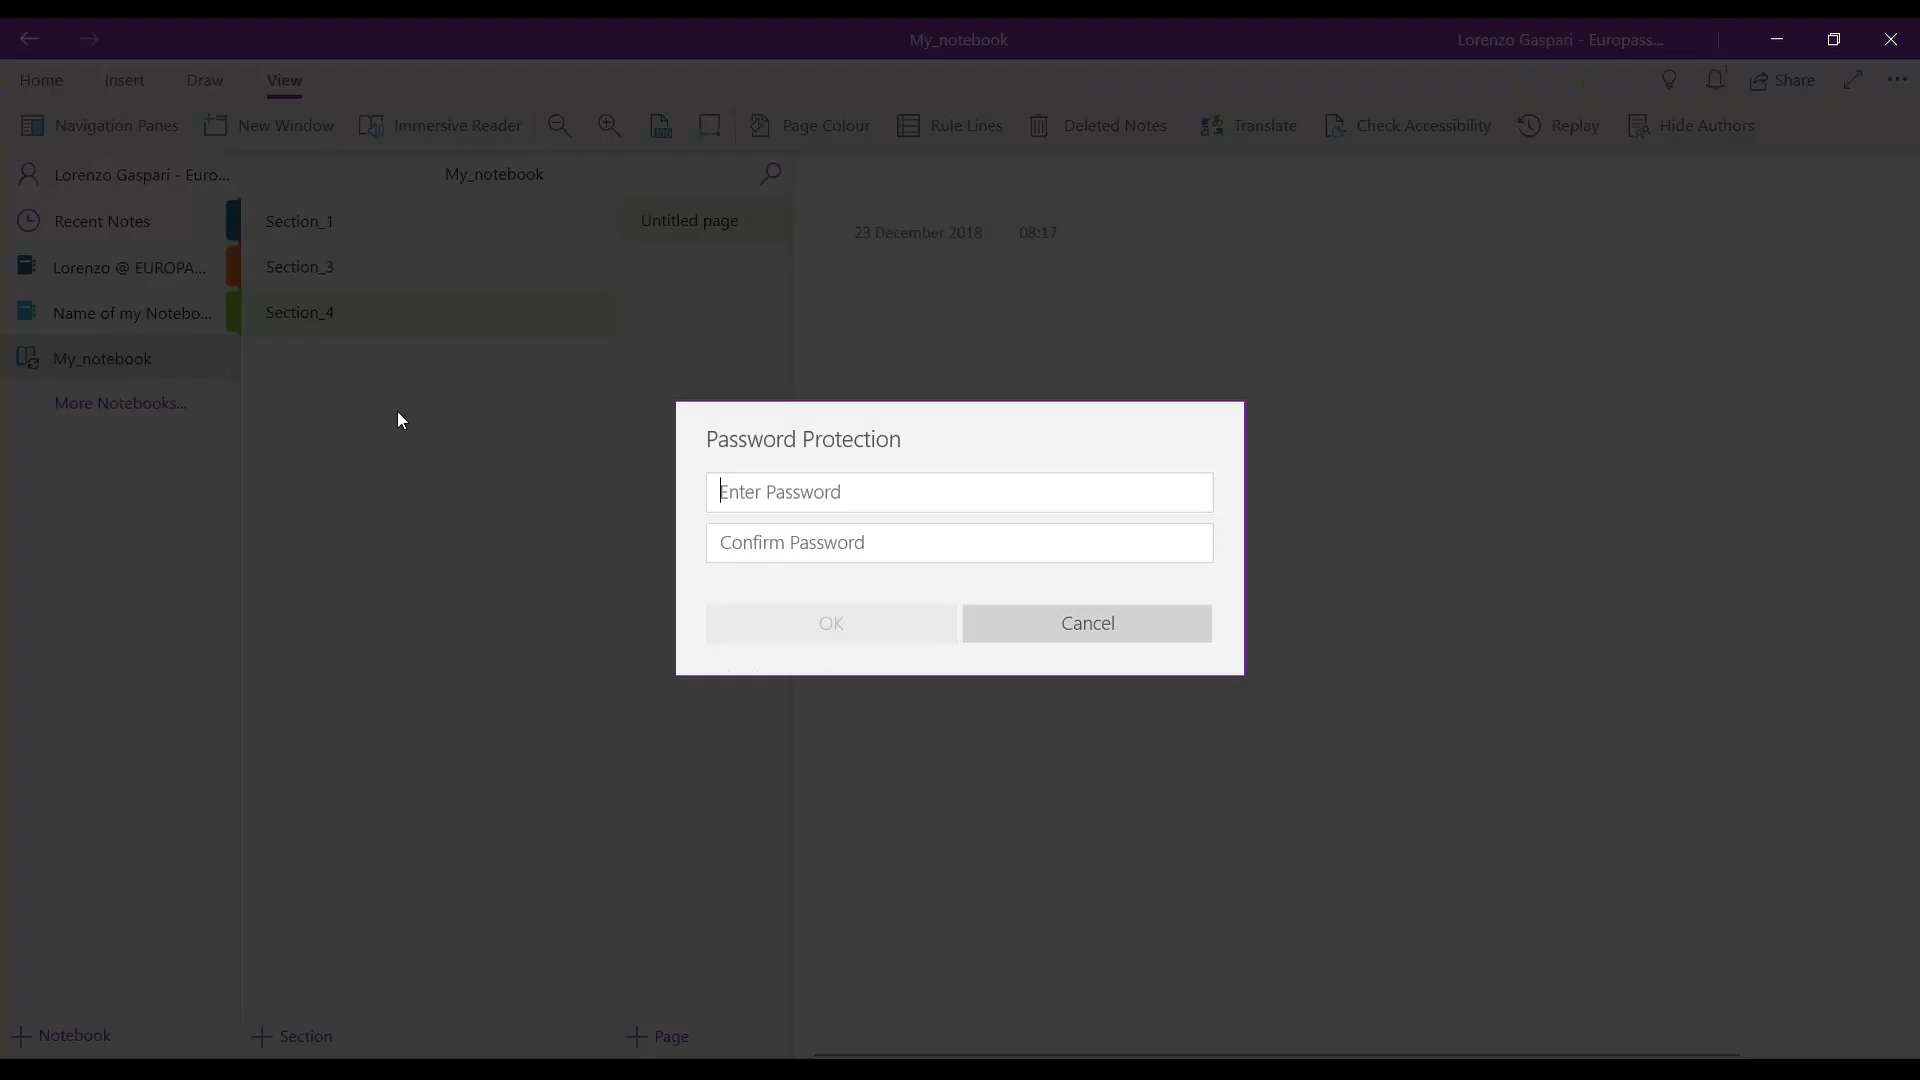 My_notebook
Lorenzo Gaspari - Europass...
Home Insert Draw View
Share
Navigation Panes New Window Immersive Reader Page Colour Rule Lines Deleted Notes Translate Check Accessibility Replay Hide Authors
Lorenzo Gaspari - Euro...
My_notebook
Recent Notes
Lorenzo @ EUROPA...
Name of my Notebo...
My_notebook
More Notebooks...
Section_1
Section_3
Section_4
Untitled page
23 December 2018 08:17
Password Protection
Enter Password
Confirm Password
OK Cancel
Notebook
Section
Page